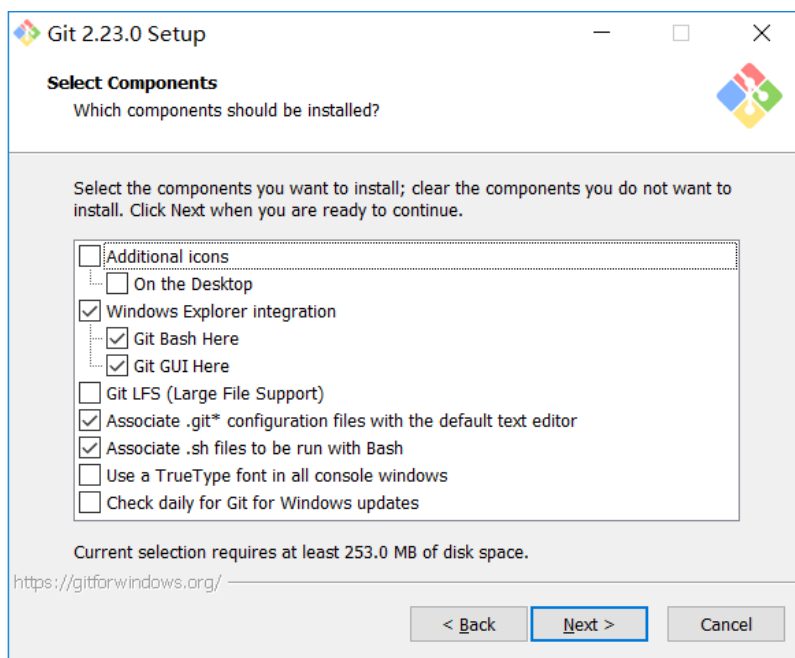 Git 2.23.0 Setup
Select Components
Which components should be installed?
Select the components you want to install; clear the components you do not want to
install. Click Next when you are ready to continue.
Additional icons
On the Desktop
Windows Explorer integration
Git Bash Here
Git GUI Here
Git LFS (Large File Support)
Associate .git* configuration files with the default text editor
Associate .sh files to be run with Bash
Use a TrueType font in all console windows
Check daily for Git for Windows updates
Current selection requires at least 253.0 MB of disk space.
https://gitforwindows.org/
< Back Next > Cancel